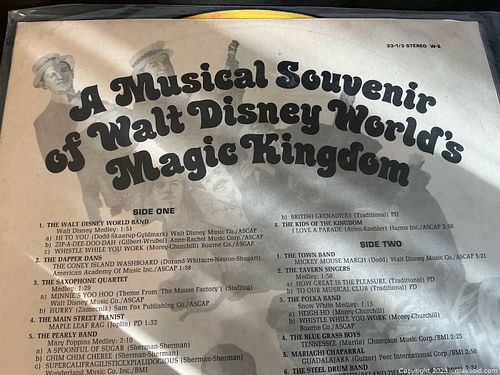 33-1/3 STEREO W-2
A Musical Souvenir
of Walt Disney World's
Magic Kingdom
SIDE ONE
1. THE WALT DISNEY WORLD BAND
Walt Disney Medley: 1:51
a) HI TO YOU (Dodd-Skaarup-Gyldmark) Walt Disney Music Co./ASCAP
b) ZIP-A-DEE-DOO-DAH (Gilbert-Wrubel) Anne-Rachel Music Corp./ASCAP
c) WHISTLE WHILE YOU WORK (Morey-Churchill) Bourne Co./ASCAP
2. THE DAPPER DANS
THE CONEY ISLAND WASHBOARD (Durand-Whitacre-Neston-Shugart)
American Academy Of Music Inc./ASCAP 1:58
3. THE SAXOPHONE QUARTET
Medley: 1:29
a) MINNIE'S YOO HOO (Theme From 'The Mouse Factory') (Stalling)
Walt Disney Music Co./ASCAP
b) HURRY (Zamecnik) Sam Fox Publishing Co./ASCAP
4. THE MAIN STREET PIANIST
MAPLE LEAF RAG (Joplin) PD 1:32
5. THE PEARLY BAND
Mary Poppins Medley: 2:10
a) A SPOONFUL OF SUGAR (Sherman-Sherman)
b) CHIM CHIM CHEREE (Sherman-Sherman)
c) SUPERCALIFRAGILISTICEXPIALIDOCIOUS (Sherman-Sherman)
Wonderland Music Co. Inc./BMI
b) BRITISH GRENADIERS (Traditional) PD
8. THE KIDS OF THE KINGDOM
I LOVE A PARADE (Arlen-Koehler) Harms Inc./ASCAP 2:50
SIDE TWO
1. THE TOWN BAND
MICKEY MOUSE MARCH (Dodd) Walt Disney Music Co./ASCAP 2:21
2. THE TAVERN SINGERS
Medley: 1:50
a) HOW GREAT IS THE PLEASURE (Traditional) PD
b) TO OUR MUSICAL CLUB (Traditional) PD
3. THE POLKA BAND
Snow White Medley: 1:15
a) HEIGH HO (Morey-Churchill)
b) WHISTLE WHILE YOU WORK (Morey-Churchill)
Bourne Co./ASCAP
4. THE BLUE GRASS BOYS
TENNESSEE (Martin) Champion Music Corp./BMI 2:25
5. MARIACHI CHAPARRAL
GUADALAJARA (Guizar) Peer International Corp./BMI 2:50
6. THE STEEL DRUM BAND
Copyright 2023, maxsold.com